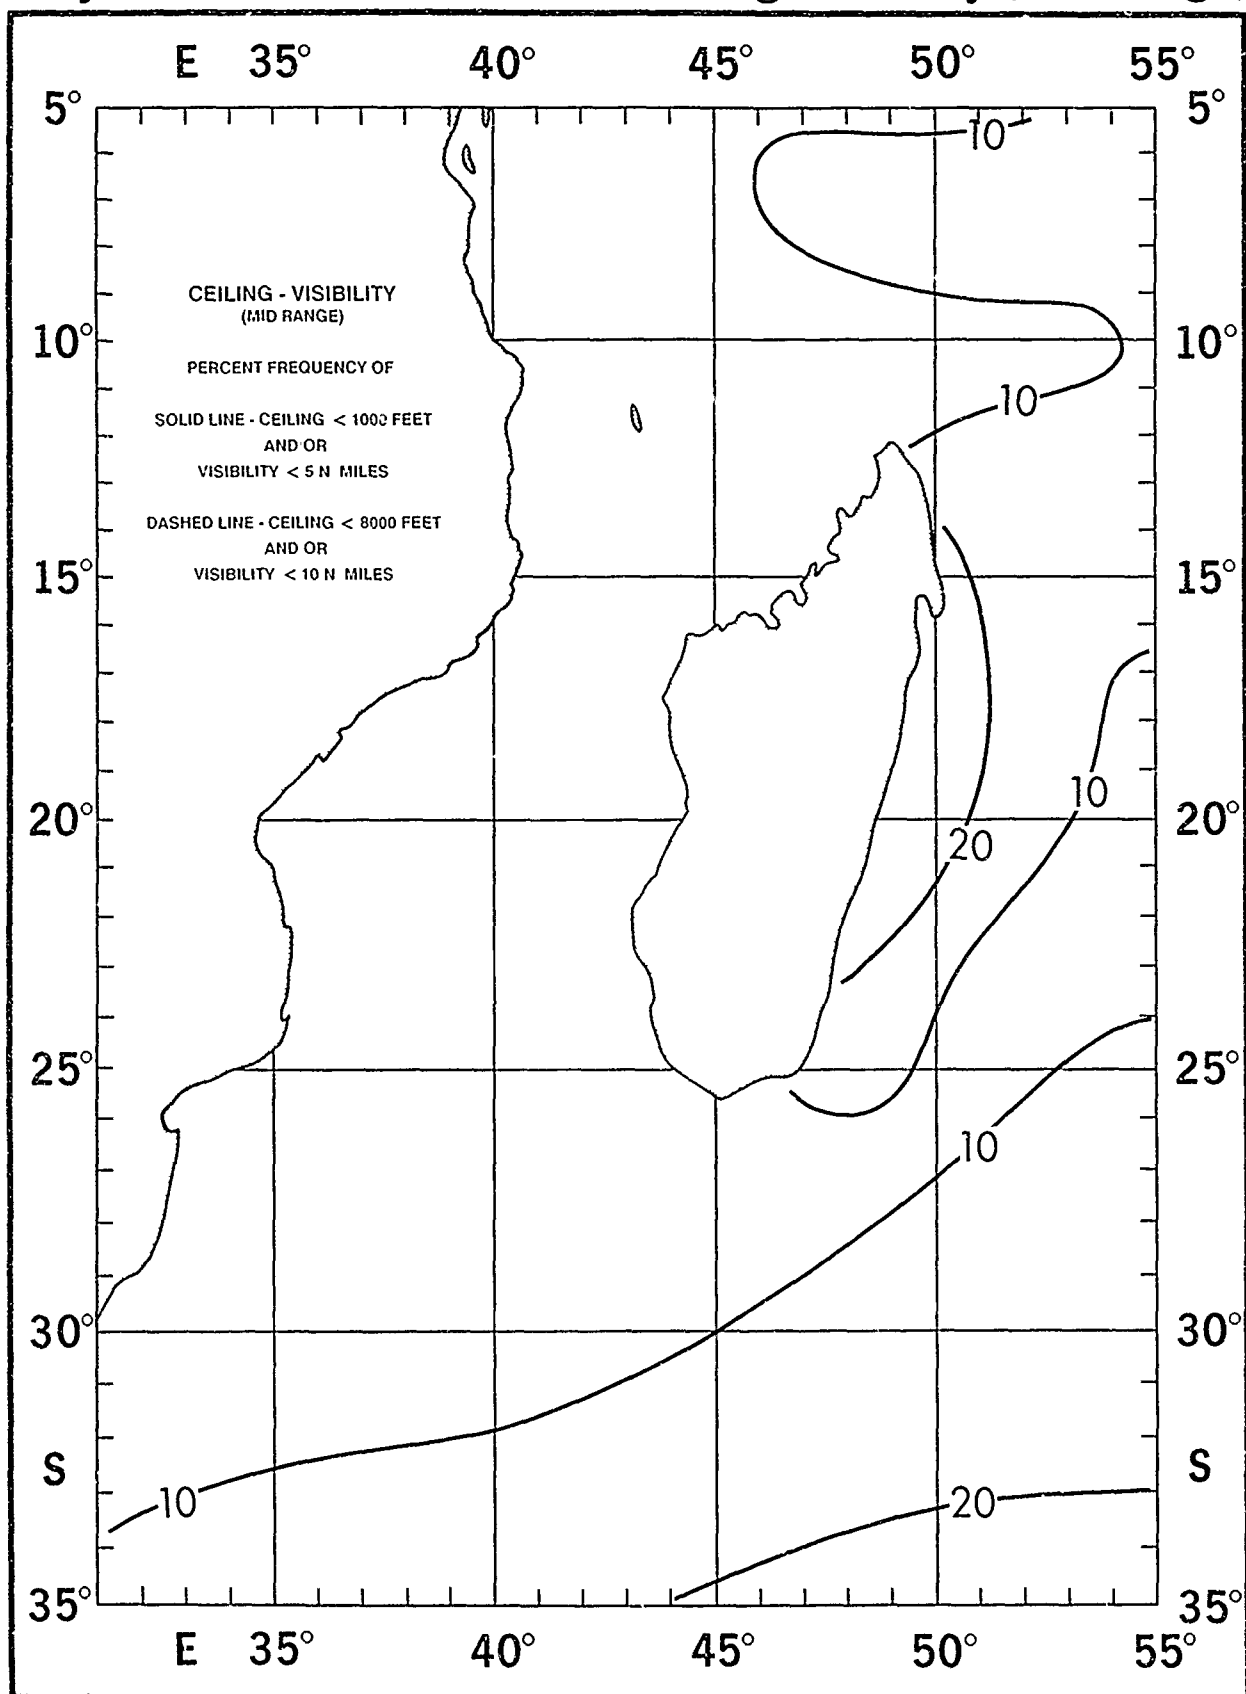 E 35° 40° 45° 50° 55°
5° 5°
10
CEILING - VISIBILITY
(MID RANGE)
10° 10°
PERCENT FREQUENCY OF
10
SOLID LINE - CEILING < 1000 FEET
AND OR
VISIBILITY < 5 N MILES
DASHED LINE - CEILING < 8000 FEET
AND OR
VISIBILITY < 10 N MILES
15° 15°
10
20° 20°
20
25° 25°
10
30° 30°
S S
10 20
35° 35°
E 35° 40° 45° 50° 55°